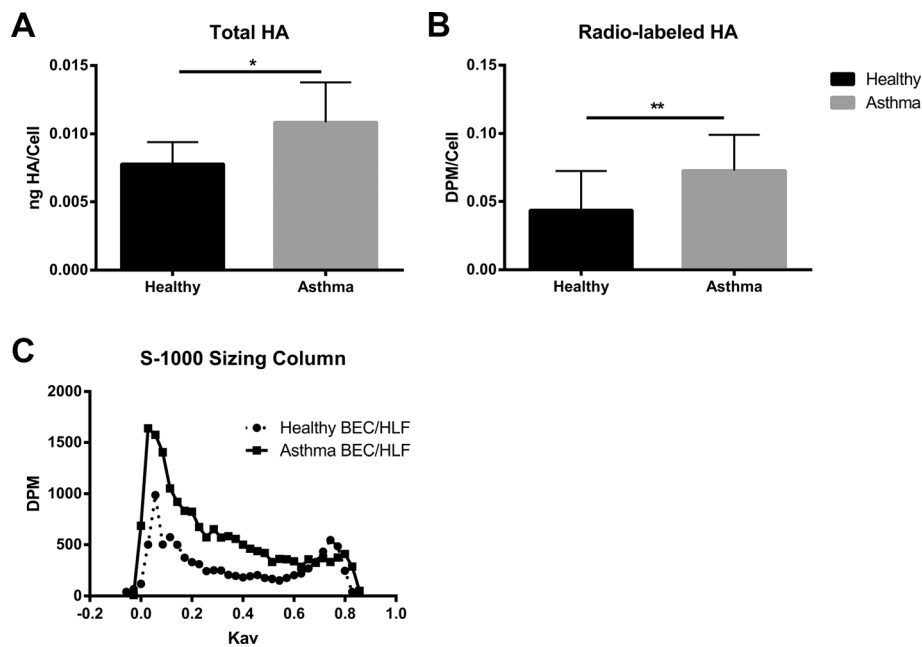 A
Total HA
ng HA/Cell
0.015
0.010
0.005
0.000
*
Healthy
Asthma
B
Radio-labeled HA
DPM/Cell
0.15
0.10
0.05
0.00
**
Healthy
Asthma
Healthy
Asthma
C
S-1000 Sizing Column
DPM
2000
1500
1000
500
0
Healthy BEC/HLF
Asthma BEC/HLF
-0.2
0.0
0.2
0.4
0.6
0.8
1.0
Kav